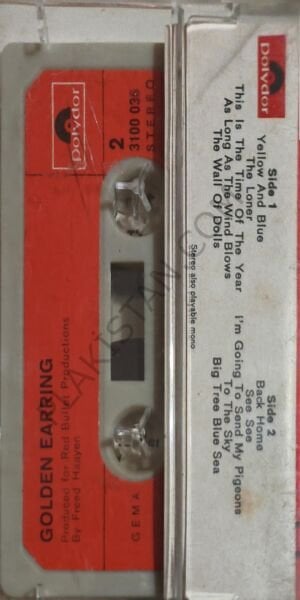 Polydor
2
3100 036
STEREO
GOLDEN EARRING
Produced for Red Bullet Productions
By Freed Haayen
GEMA
Polydor
Side 1
Yellow And Blue
The Loner
This Is The Time Of The Year
As Long As The Wind Blows
The Wall Of Dolls
Side 2
Back Home
See See
I'm Going To Send My Pigeons
To The Sky
Big Tree Blue Sea
Stereo also playable mono